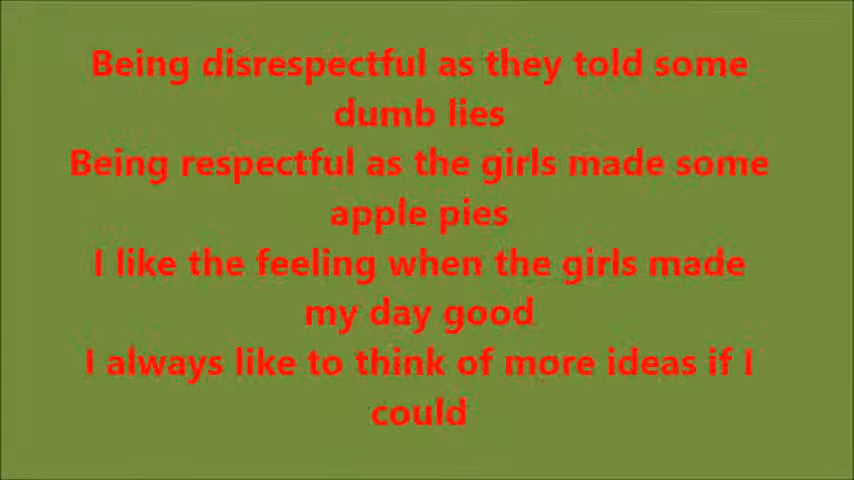 Being disrespectful as they told some
dumb lies
Being respectful as the girls made some
apple pies
I like the feeling when the girls made
my day good
I always like to think of more ideas if I
could